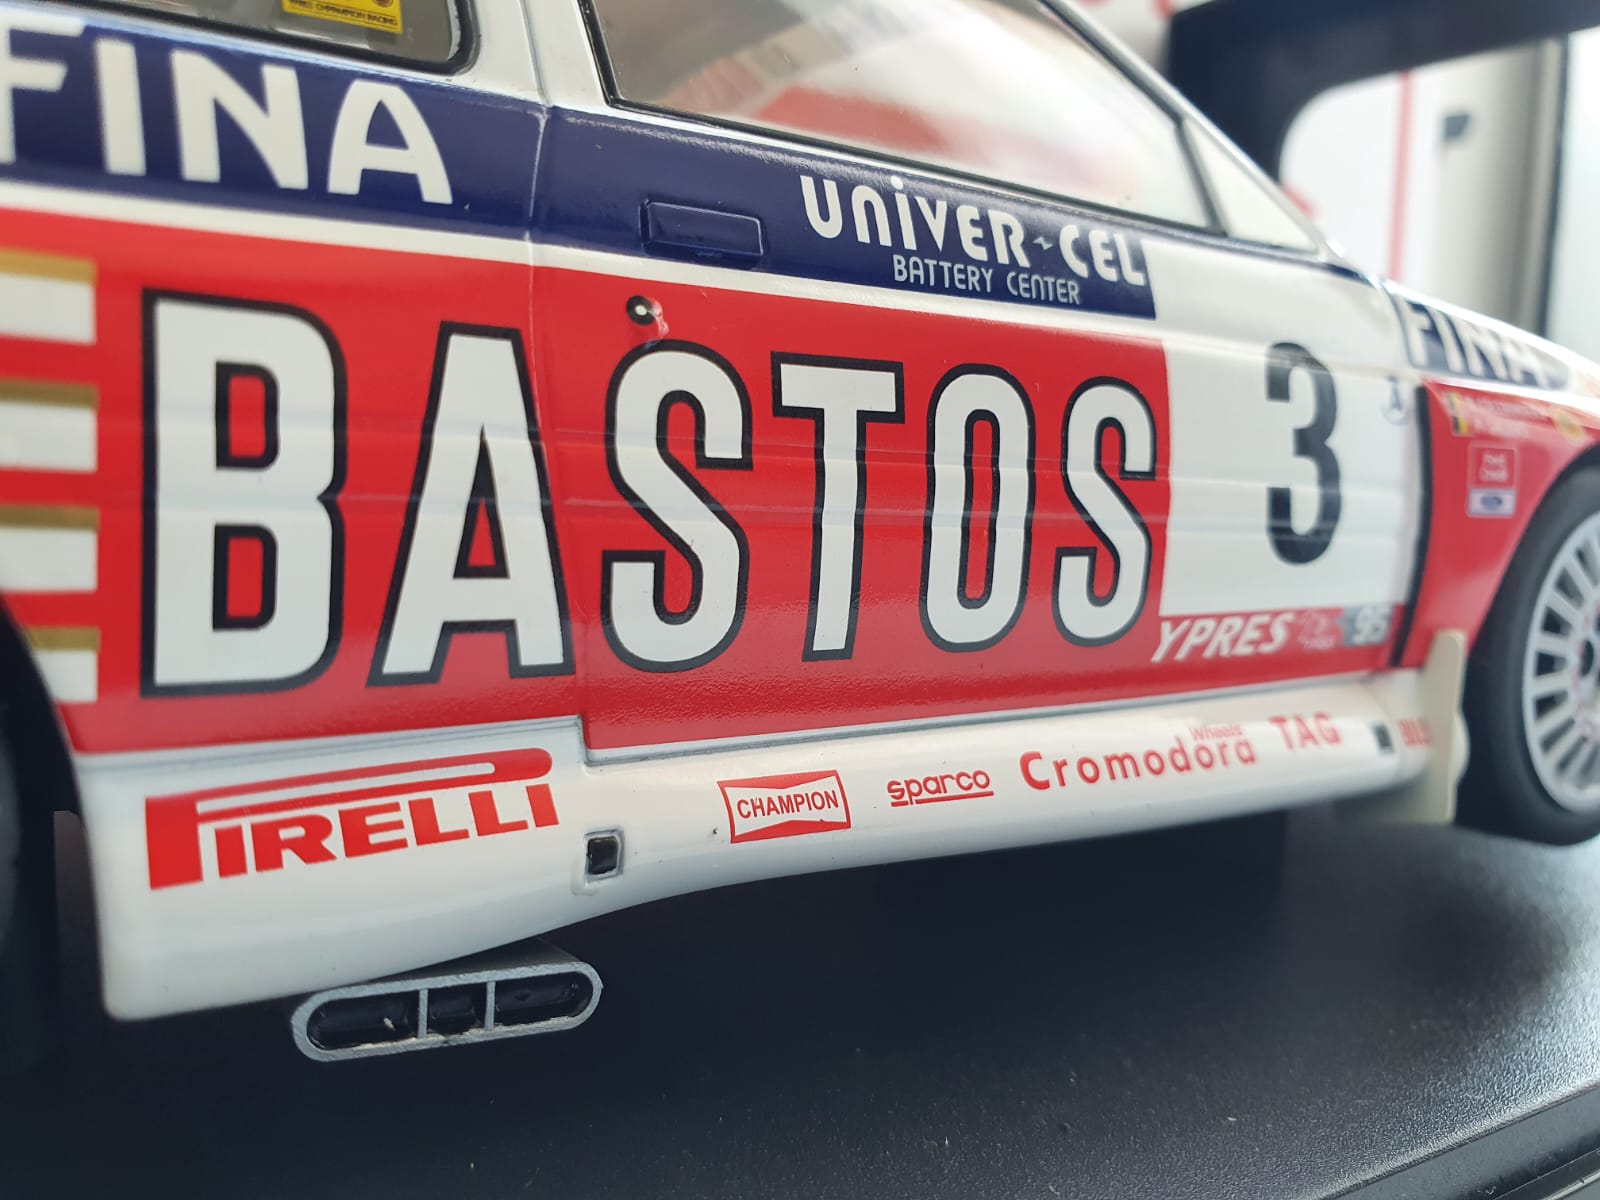 FINA
UNIVER-CEL
BATTERY CENTER
FINA
BASTOS
3
YPRES 95
PIRELLI
CHAMPION
sparco
Cromodora
Wheels
TAG